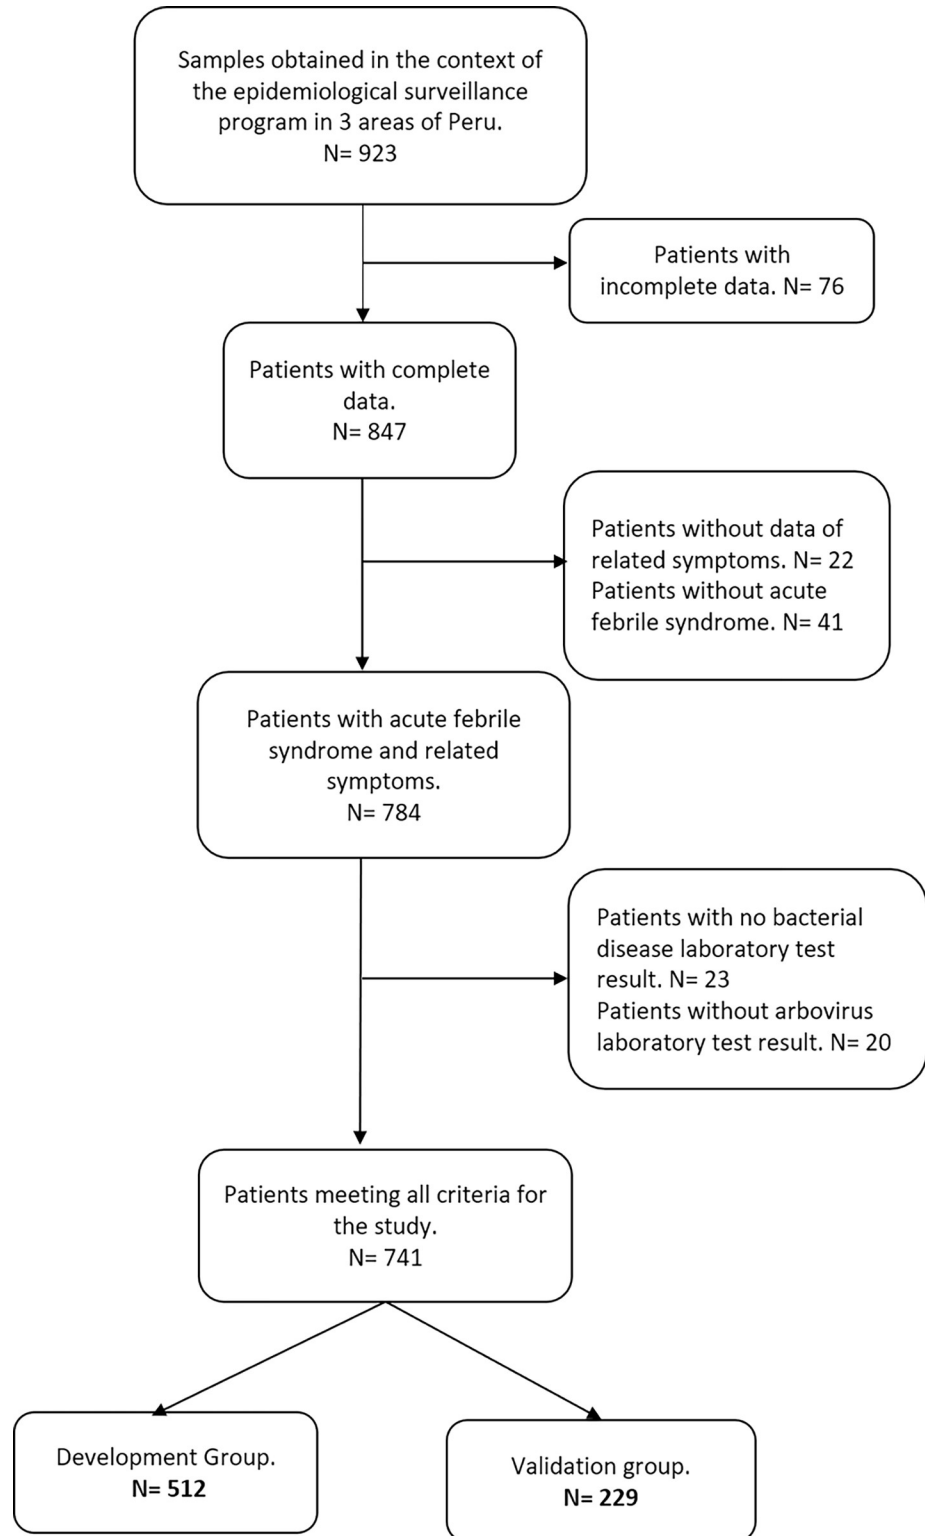 Samples obtained in the context of
the epidemiological surveillance
program in 3 areas of Peru.
N= 923
Patients with
incomplete data. N= 76
Patients with complete
data.
N= 847
Patients without data of
related symptoms. N= 22
Patients without acute
febrile syndrome. N= 41
Patients with acute febrile
syndrome and related
symptoms.
N= 784
Patients with no bacterial
disease laboratory test
result. N= 23
Patients without arbovirus
laboratory test result. N= 20
Patients meeting all criteria for
the study.
N= 741
Development Group.
N= 512
Validation group.
N= 229